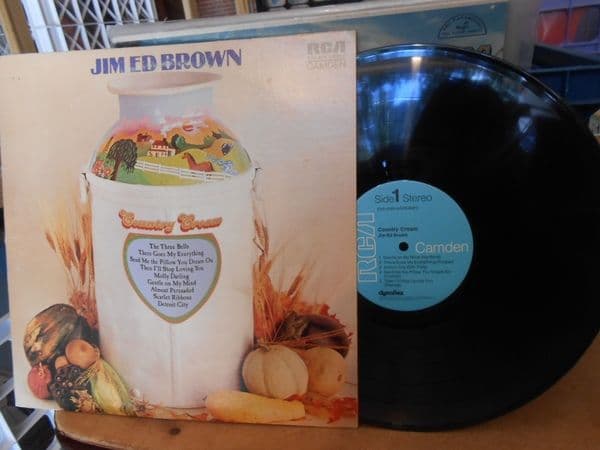 JIM ED BROWN
RCA
CAMDEN
Country Cream
The Three Bells
There Goes My Everything
Send Me the Pillow You Dream On
Then I'll Stop Loving You
Molly Darling
Gentle on My Mind
Almost Persuaded
Scarlet Ribbons
Detroit City
Side 1 Stereo
Country Cream
Jim Ed Brown
RCA
Camden
dynaflex